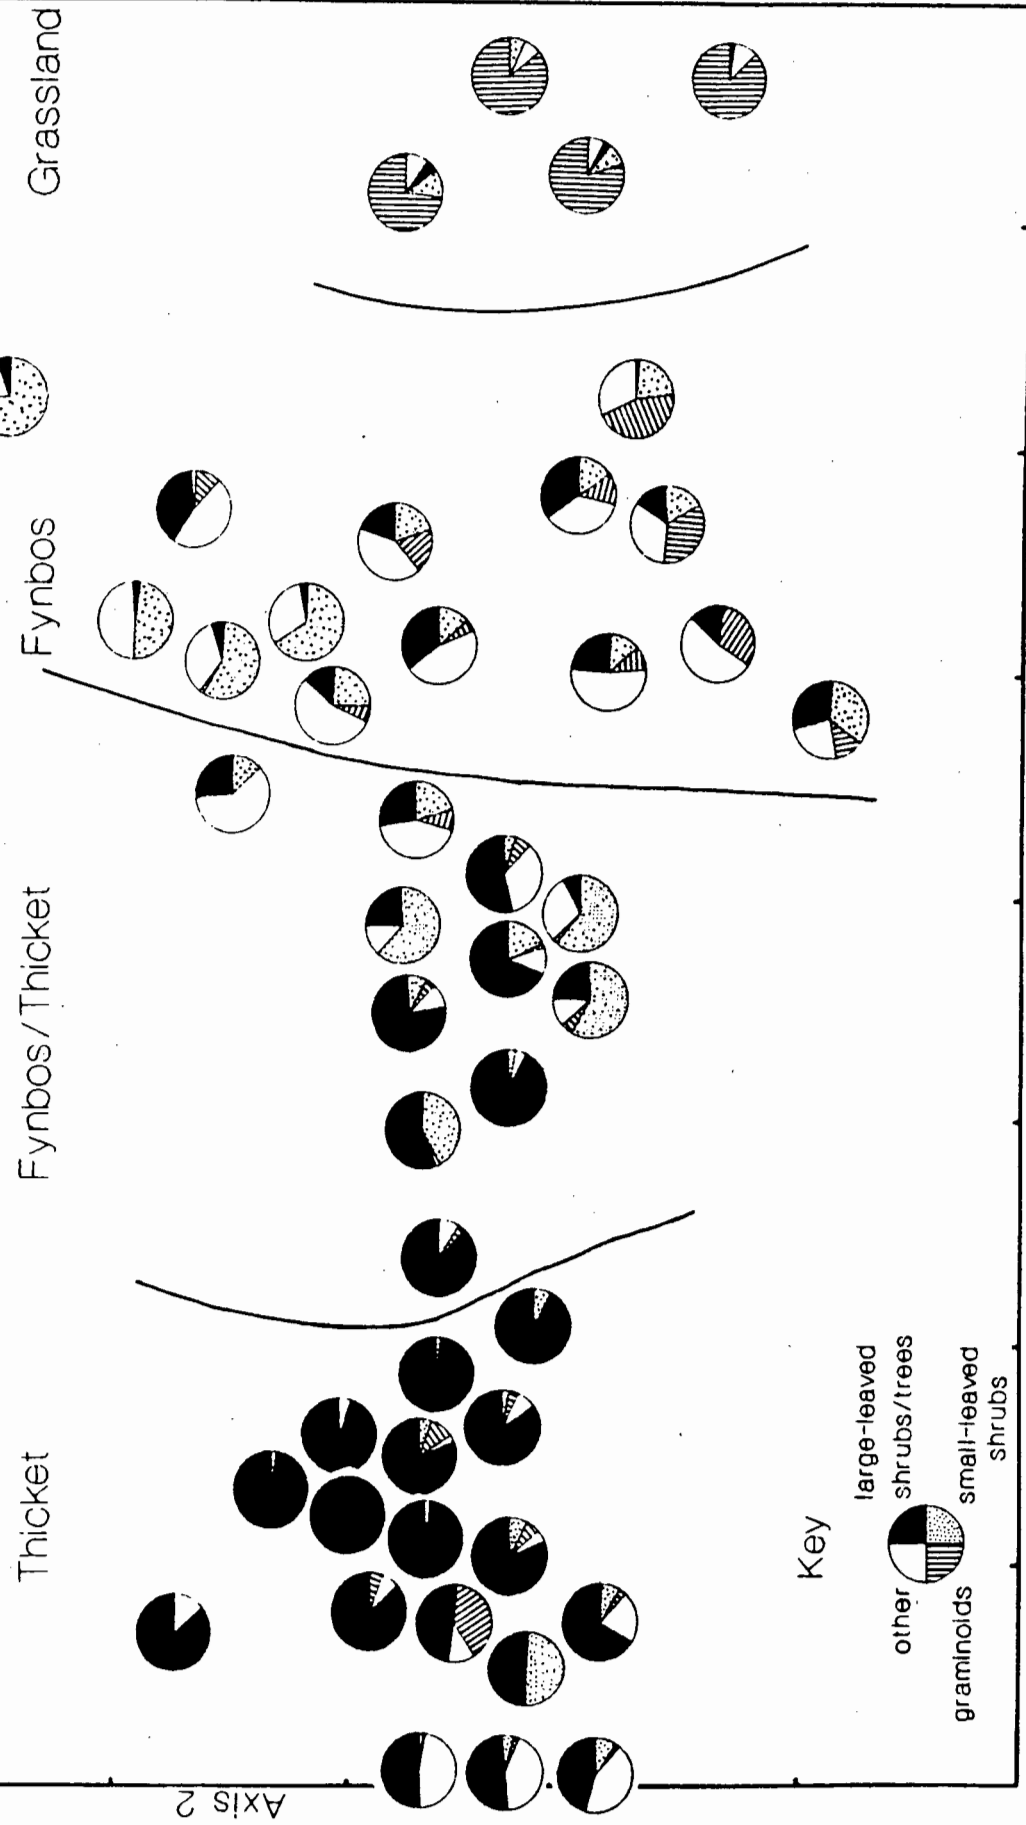 Thicket
Fynbos/Thicket
Fynbos
Grassland
Axis 2
Key
large-leaved
shrubs/trees
other
graminoids
small-leaved
shrubs